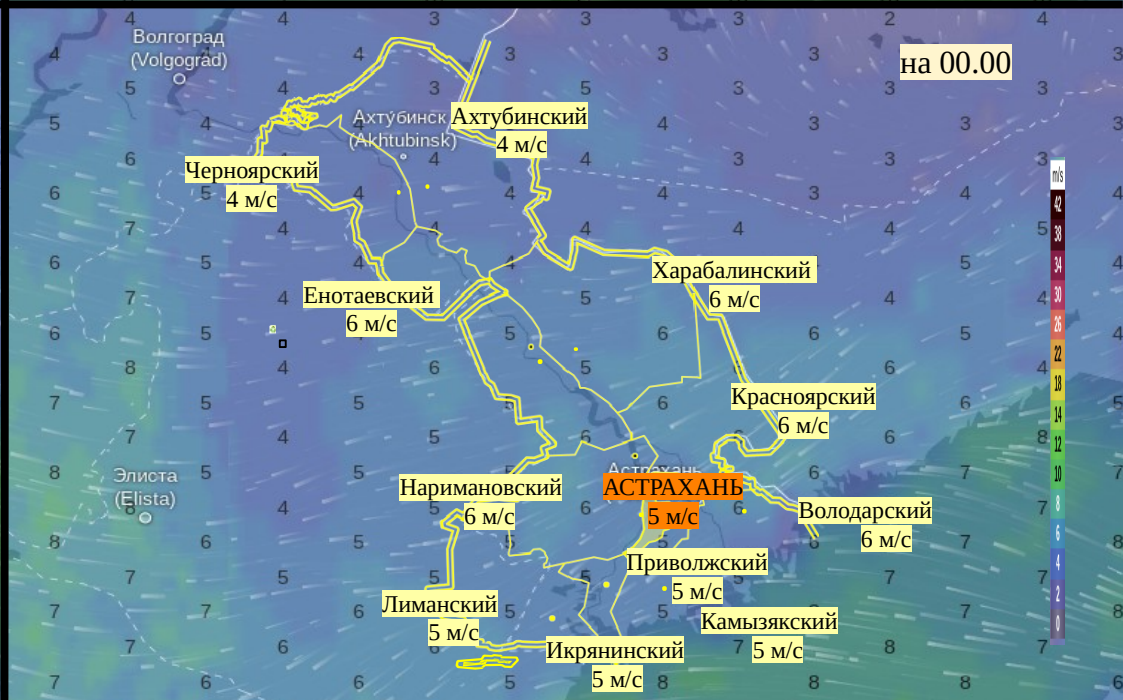 Волгоград
(Volgograd)
на 00.00
Ахтубинск
(Akhtubinsk)
Ахтубинский
4 м/с
Черноярский
4 м/с
Харабалинский
6 м/с
Енотаевский
6 м/с
Красноярский
6 м/с
Элиста
(Elista)
Астрахань
Наримановский
6 м/с
АСТРАХАНЬ
5 м/с
Володарский
6 м/с
Приволжский
5 м/с
Лиманский
5 м/с
Камызякский
5 м/с
Икрянинский
5 м/с
m/s
42
38
34
30
26
22
18
14
12
10
8
6
4
2
0